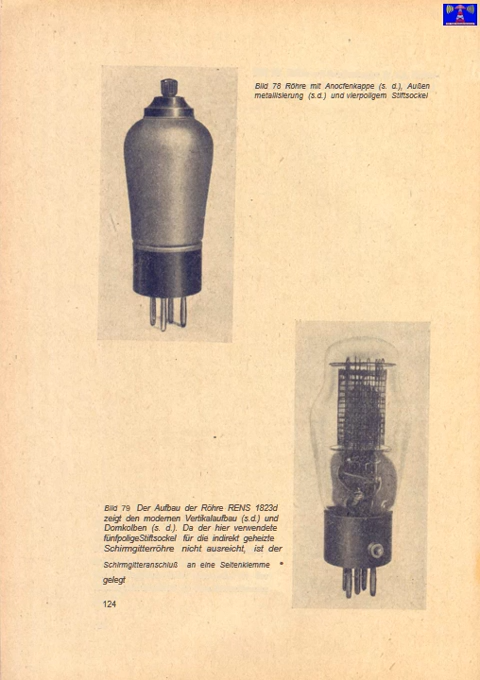 Bild 78 Röhre mit Anocfenkappe (s. d.), Außen
metallisierung (s.d.) und vierpoligem Stiftsockel
Bild 79 Der Aufbau der Röhre RENS 1823d
zeigt den modernen Vertikalaufbau (s.d.) und
Domkolben (s. d.). Da der hier verwendete
fünfpoligeStiftsockel für die indirekt geheizte
Schirmgitterröhre nicht ausreicht, ist der
Schirmgitteranschluß an eine Seitenklemme *
gelegt
124